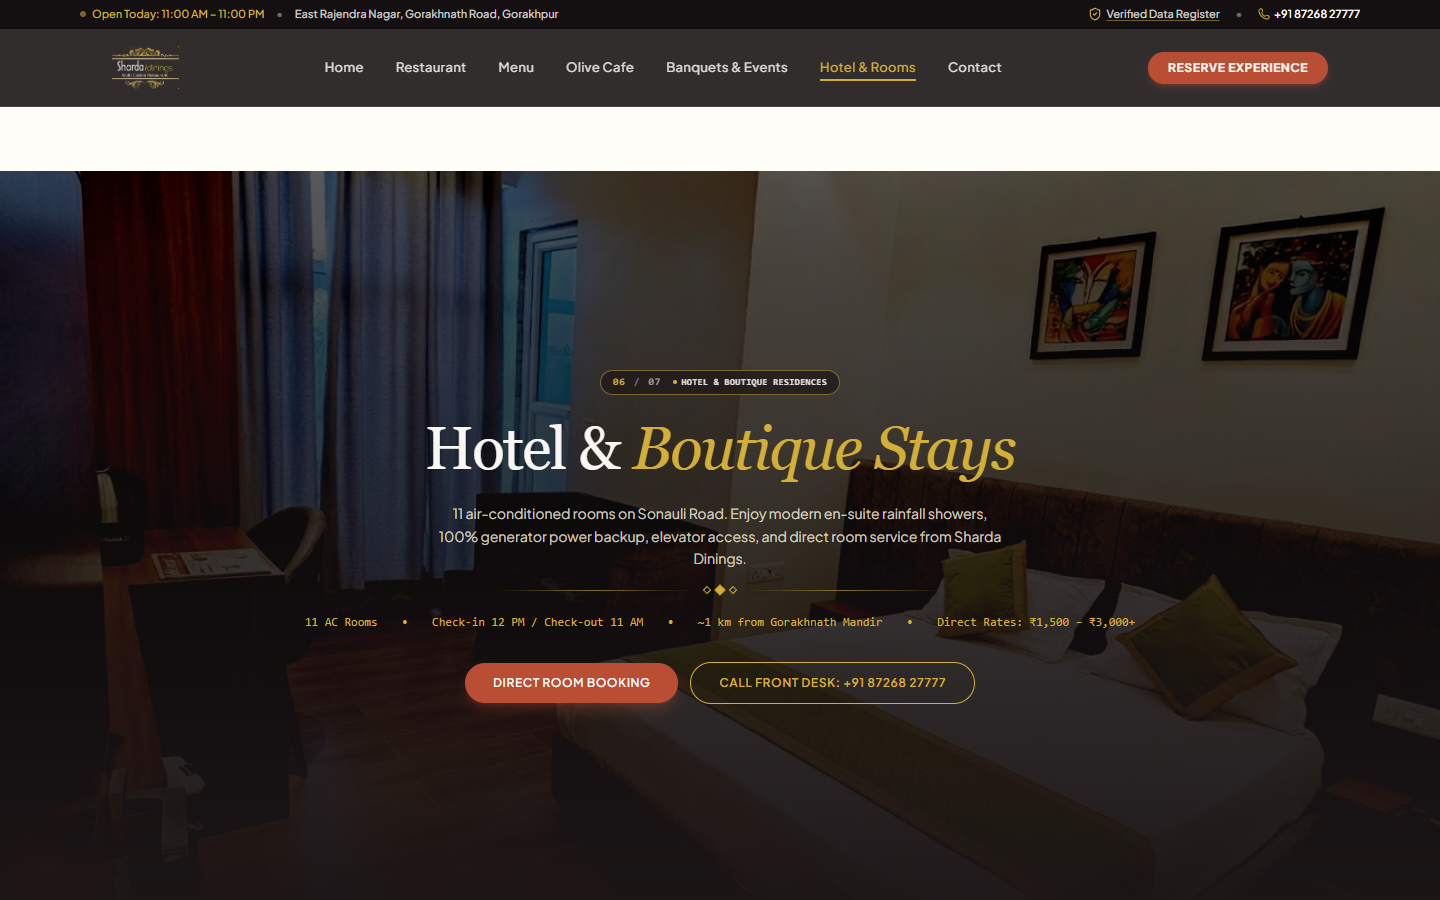 Open Today: 11:00 AM – 11:00 PM • East Rajendra Nagar, Gorakhnath Road, Gorakhpur
Verified Data Register • +91 87268 27777
Sharda dinings
Multi Cuisine Restaurant
Home Restaurant Menu Olive Cafe Banquets & Events Hotel & Rooms Contact
RESERVE EXPERIENCE
06 / 07 • HOTEL & BOUTIQUE RESIDENCES
Hotel & Boutique Stays
11 air-conditioned rooms on Sonauli Road. Enjoy modern en-suite rainfall showers,
100% generator power backup, elevator access, and direct room service from Sharda
Dinings.
11 AC Rooms • Check-in 12 PM / Check-out 11 AM • ~1 km from Gorakhnath Mandir • Direct Rates: ₹1,500 – ₹3,000+
DIRECT ROOM BOOKING
CALL FRONT DESK: +91 87268 27777